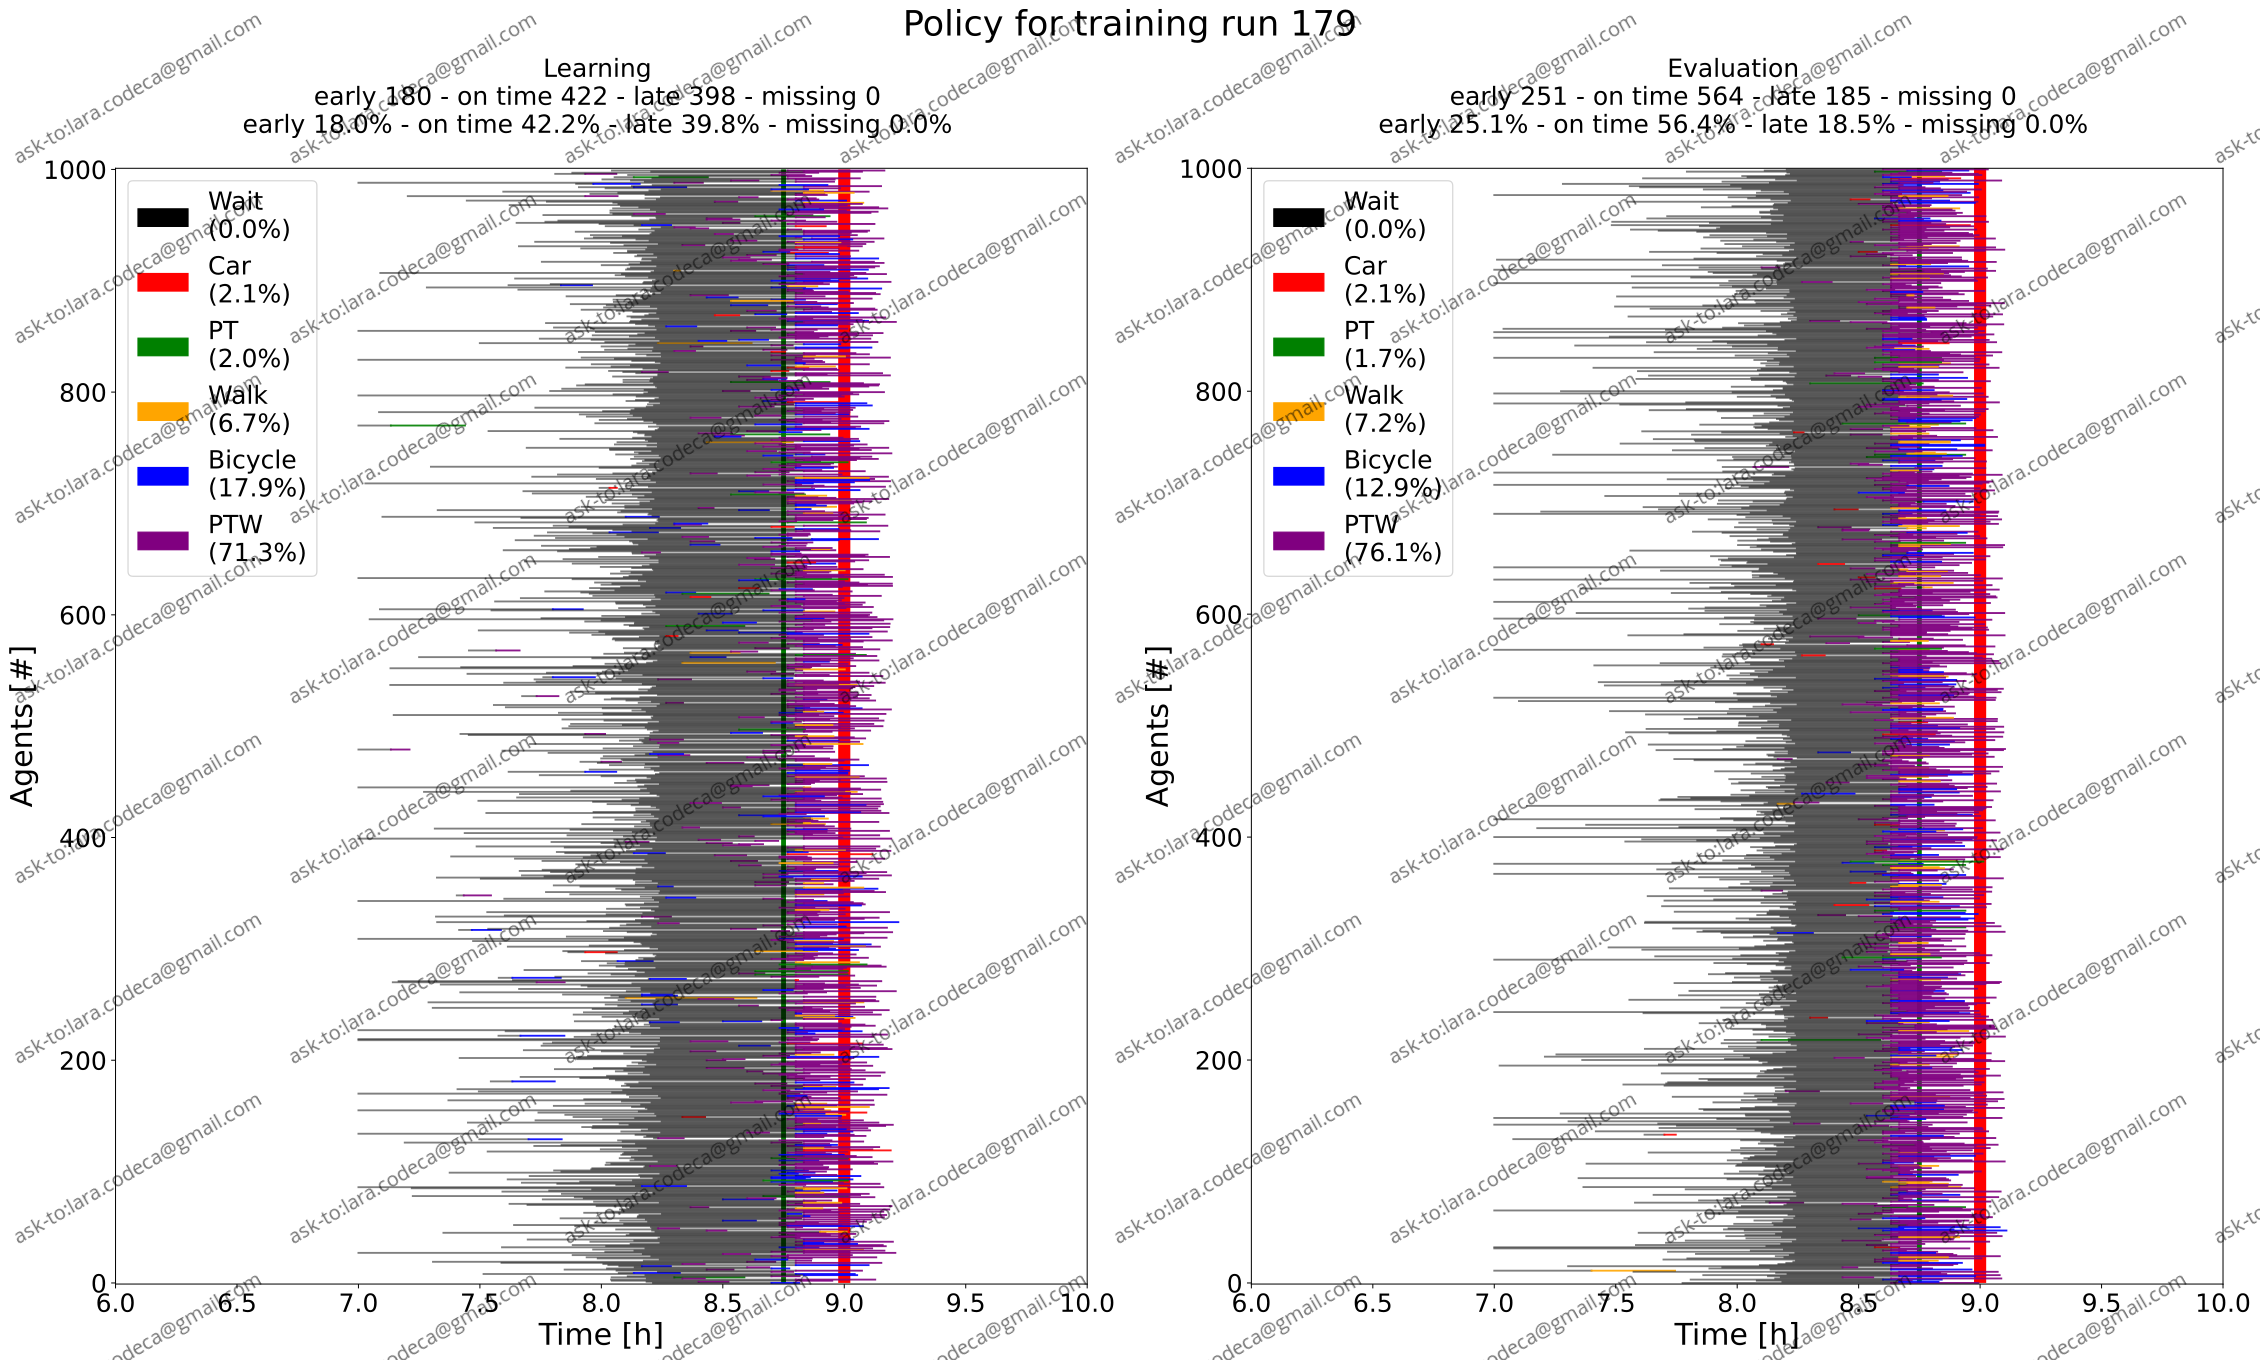 Policy for training run 179
Learning
early 180 - on time 422 - late 398 - missing 0
early 18.0% - on time 42.2% - late 39.8% - missing 0.0%
1000
800
600
400
200
0
Agents [#]
Wait
(0.0%)
Car
(2.1%)
PT
(2.0%)
Walk
(6.7%)
Bicycle
(17.9%)
PTW
(71.3%)
6.0 6.5 7.0 7.5 8.0 8.5 9.0 9.5 10.0
Time [h]
Evaluation
early 251 - on time 564 - late 185 - missing 0
early 25.1% - on time 56.4% - late 18.5% - missing 0.0%
1000
800
600
400
200
0
Agents [#]
Wait
(0.0%)
Car
(2.1%)
PT
(1.7%)
Walk
(7.2%)
Bicycle
(12.9%)
PTW
(76.1%)
6.0 6.5 7.0 7.5 8.0 8.5 9.0 9.5 10.0
Time [h]
ask-to:lara.codeca@gmail.com